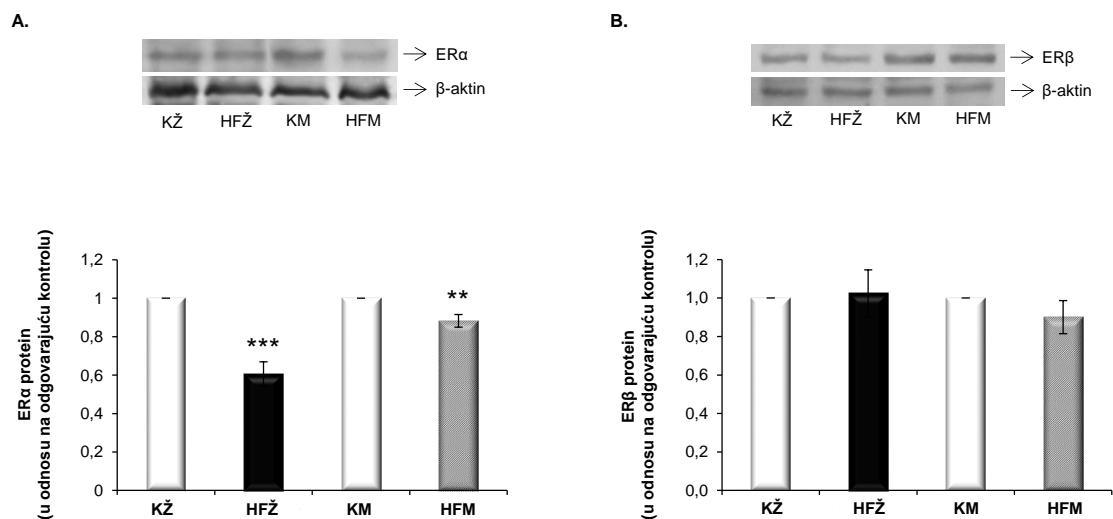 A.
ERα
β-aktin
KŽ HFŽ KM HFM
ERα protein
(u odnosu na odgovarajuću kontrolu)
1,2
1
0,8
0,6
0,4
0,2
0
***
**
KŽ HFŽ KM HFM
B.
ERβ
β-aktin
KŽ HFŽ KM HFM
ERβ protein
(u odnosu na odgovarajuću kontrolu)
1,2
1,0
0,8
0,6
0,4
0,2
0,0
KŽ HFŽ KM HFM